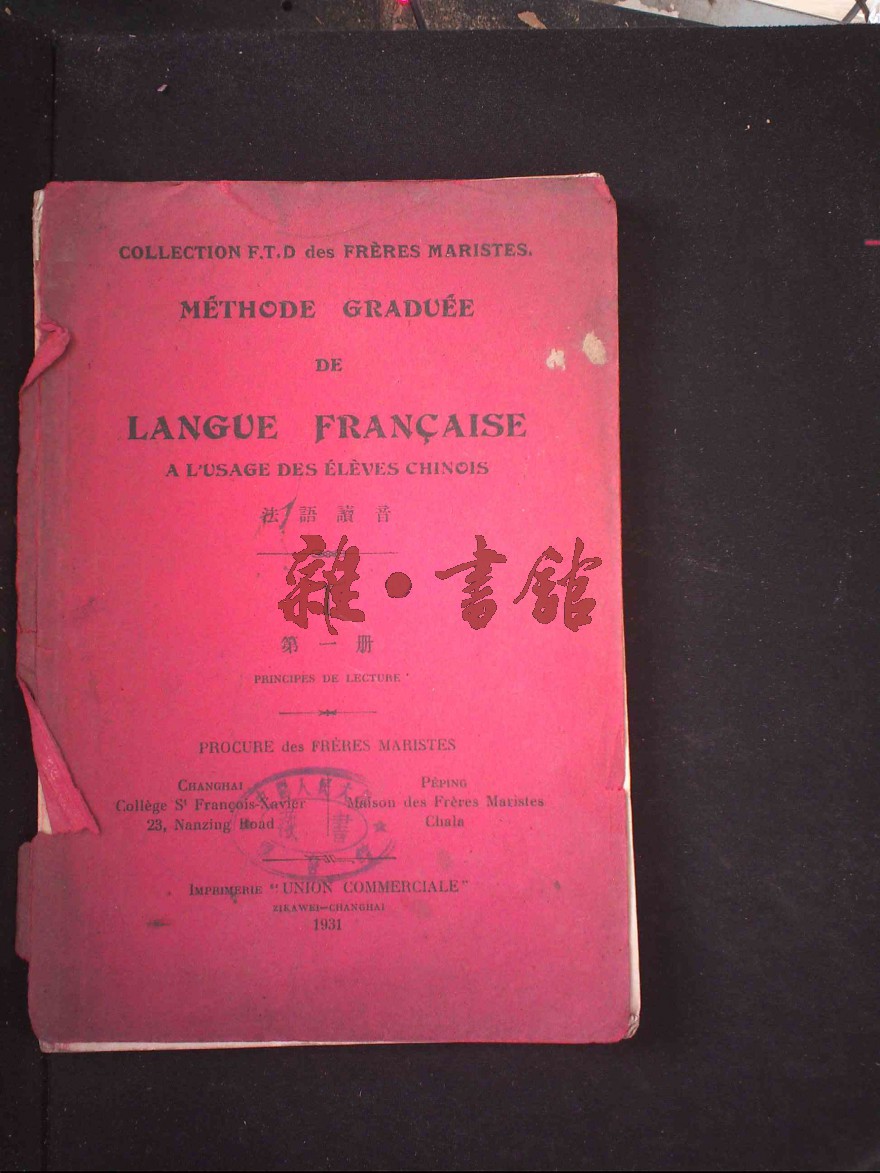 COLLECTION F.T.D des FRÈRES MARISTES.
MÉTHODE GRADUÉE
DE
LANGUE FRANÇAISE
A L'USAGE DES ÉLÈVES CHINOIS
法語讀音
雜·書館
第一册
PRINCIPES DE LECTURE
PROCURE des FRÈRES MARISTES
CHANGHAI
Collège Sᵗ François-Xavier
23, Nanzing Road
PÉPING
Maison des Frères Maristes
Chala
IMPRIMERIE "UNION COMMERCIALE"
ZIKAWEI-CHANGHAI
1931